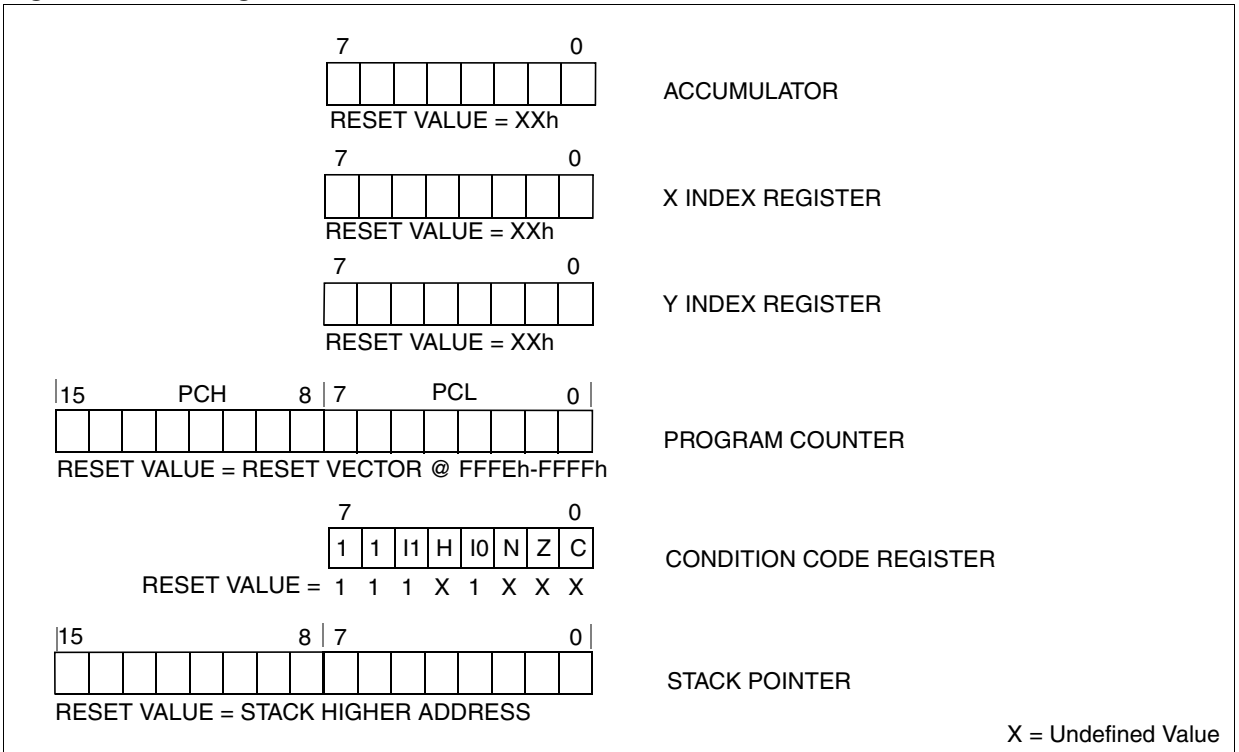 7 0
ACCUMULATOR
RESET VALUE = XXh
7 0
X INDEX REGISTER
RESET VALUE = XXh
7 0
Y INDEX REGISTER
RESET VALUE = XXh
15 PCH 8 7 PCL 0
PROGRAM COUNTER
RESET VALUE = RESET VECTOR @ FFFEh-FFFFh
7 0
1 1 I1 H I0 N Z C
CONDITION CODE REGISTER
RESET VALUE = 1 1 1 X 1 X X X
15 8 7 0
STACK POINTER
RESET VALUE = STACK HIGHER ADDRESS
X = Undefined Value